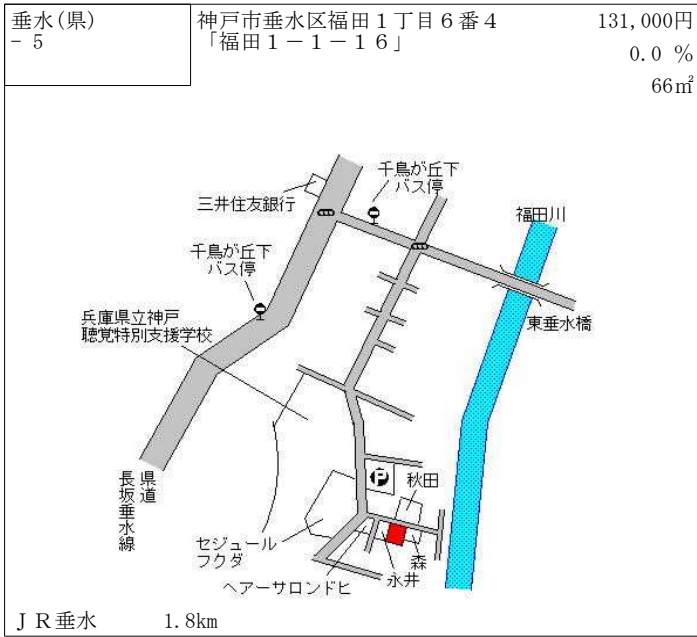 垂水(県)
- 5
神戸市垂水区福田１丁目６番４
「福田１－１－１６」
131,000円
0.0 %
66㎡
千鳥が丘下
バス停
三井住友銀行
福田川
千鳥が丘下
バス停
兵庫県立神戸
聴覚特別支援学校
東垂水橋
県道
長坂垂水線
P
秋田
セジュール
フクダ
森
永井
ヘアーサロンドヒ
ＪＲ垂水
1.8km